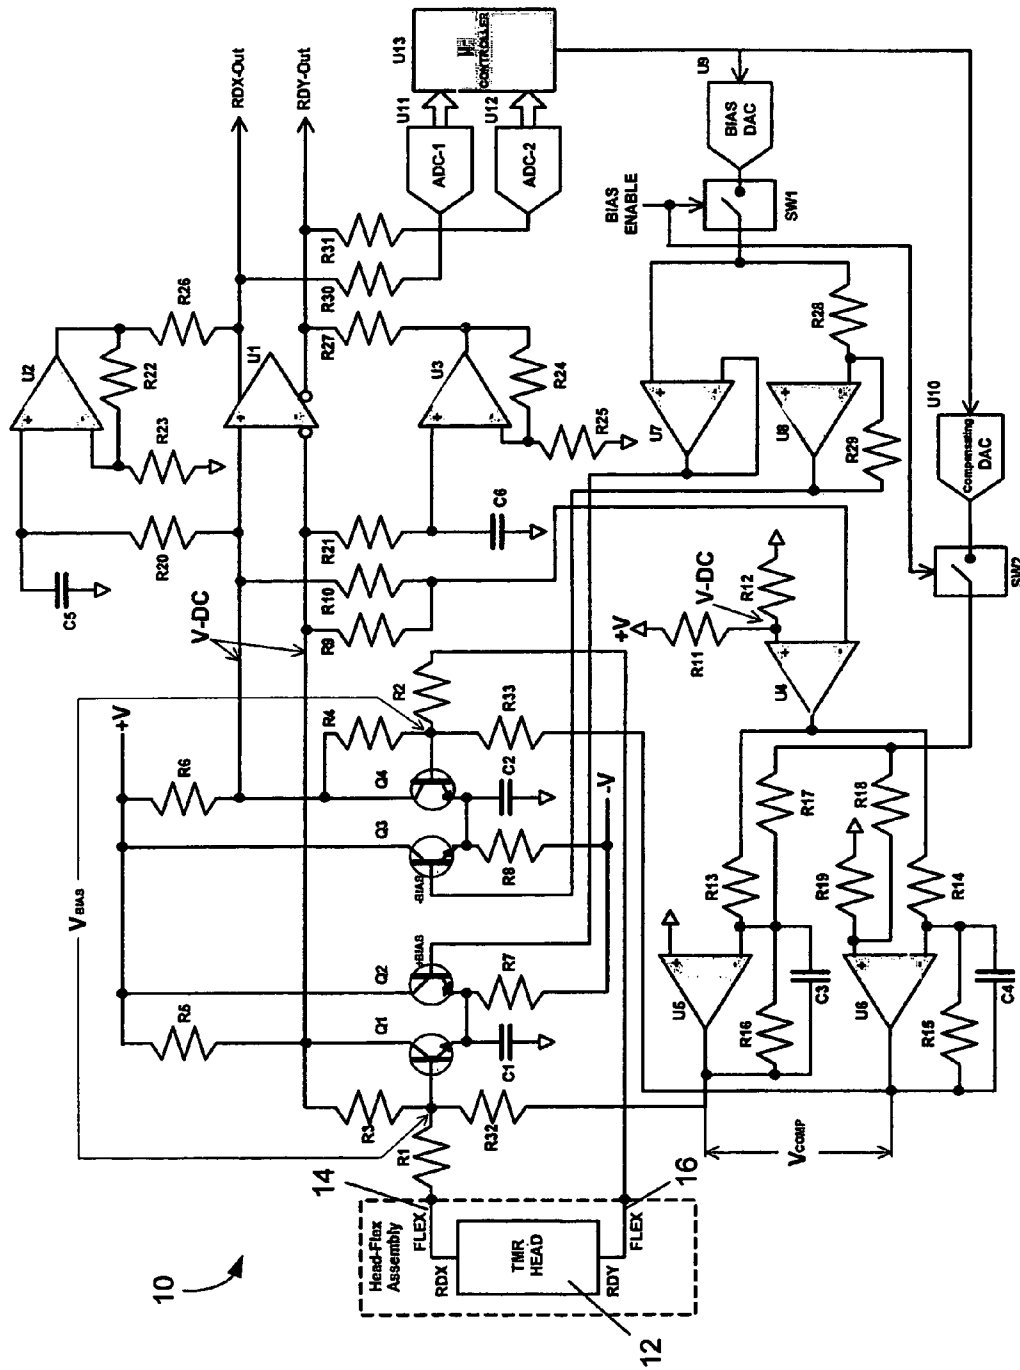 10
Head-Flex
Assembly
14
FLEX
RDX
TMR
HEAD
RDY
FLEX
16
12
R1
R3
R32
VBIAS
+V
R5
R6
Q1
Q2
Q3
Q4
+BIAS
-BIAS
C1
R7
R8
C2
-V
R4
R2
R33
V-DC
C5
R20
R23
R22
U2
R26
U1
RDX-Out
RDY-Out
R9
R10
R21
C6
U3
R24
R25
R27
R30
R31
ADC-1
U11
ADC-2
U12
U13
CONTROLLER
BIAS
DAC
U9
SW1
BIAS
ENABLE
U7
U8
R28
R29
U10
Compensating
DAC
SW2
+V
R11
V-DC
R12
U4
R13
R17
R18
R19
R14
U5
U6
R16
C3
R15
C4
VCOMP